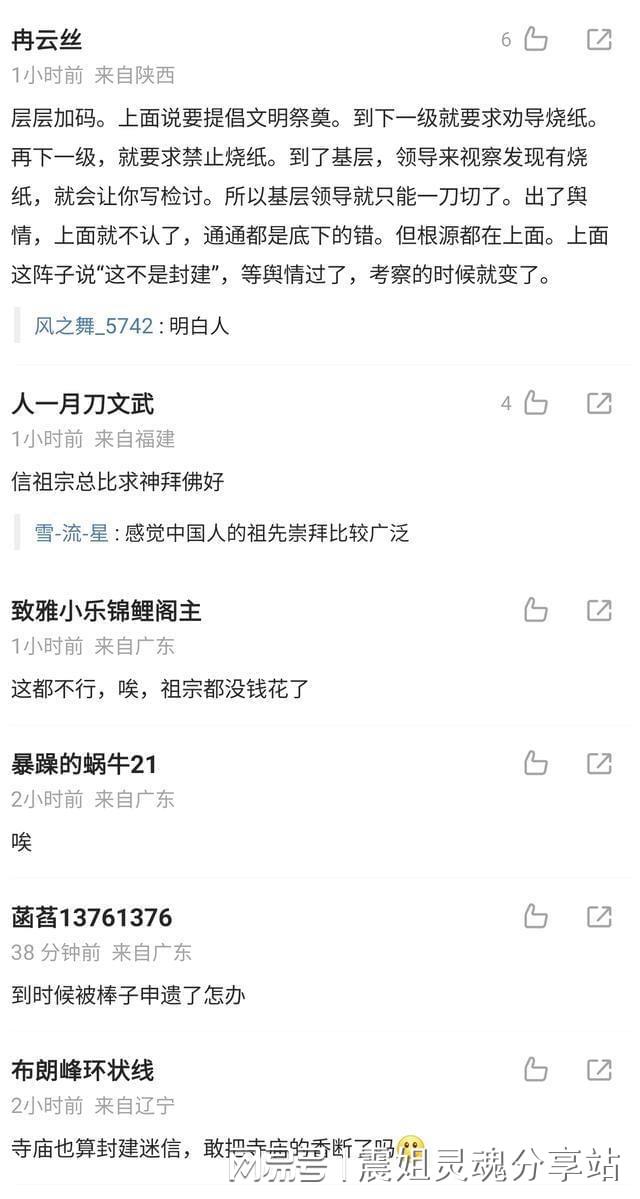 冉云丝
6
1小时前 来自陕西
层层加码。上面说要提倡文明祭奠。到下一级就要求劝导烧纸。
再下一级，就要求禁止烧纸。到了基层，领导来视察发现有烧
纸，就会让你写检讨。所以基层领导就只能一刀切了。出了舆
情，上面就不认了，通通都是底下的错。但根源都在上面。上面
这阵子说“这不是封建”，等舆情过了，考察的时候就变了。
风之舞_5742 : 明白人
人一月刀文武
4
1小时前 来自福建
信祖宗总比求神拜佛好
雪-流-星 : 感觉中国人的祖先崇拜比较广泛
致雅小乐锦鲤阁主
1小时前 来自广东
这都不行，唉，祖宗都没钱花了
暴躁的蜗牛21
2小时前 来自广东
唉
菡萏13761376
38 分钟前 来自广东
到时候被棒子申遗了怎办
布朗峰环状线
2小时前 来自辽宁
寺庙也算封建迷信，敢把寺庙的香断了吗🤭
网易号 | 震姐灵魂分享站